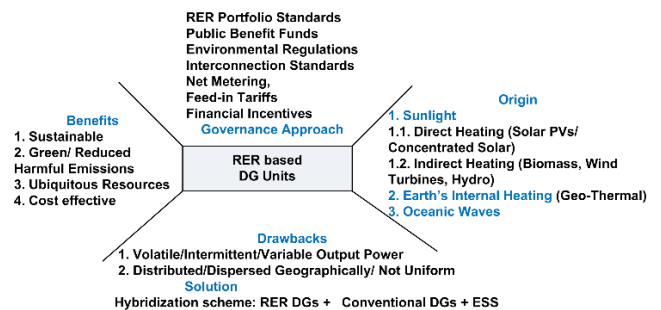 RER Portfolio Standards
Public Benefit Funds
Environmental Regulations
Interconnection Standards
Net Metering,
Feed-in Tariffs
Financial Incentives
Governance Approach
Benefits
1. Sustainable
2. Green/ Reduced
Harmful Emissions
3. Ubiquitous Resources
4. Cost effective
RER based
DG Units
Origin
1. Sunlight
1.1. Direct Heating (Solar PVs/
Concentrated Solar)
1.2. Indirect Heating (Biomass, Wind
Turbines, Hydro)
2. Earth's Internal Heating (Geo-Thermal)
3. Oceanic Waves
Drawbacks
1. Volatile/Intermittent/Variable Output Power
2. Distributed/Dispersed Geographically/ Not Uniform
Solution
Hybridization scheme: RER DGs + Conventional DGs + ESS